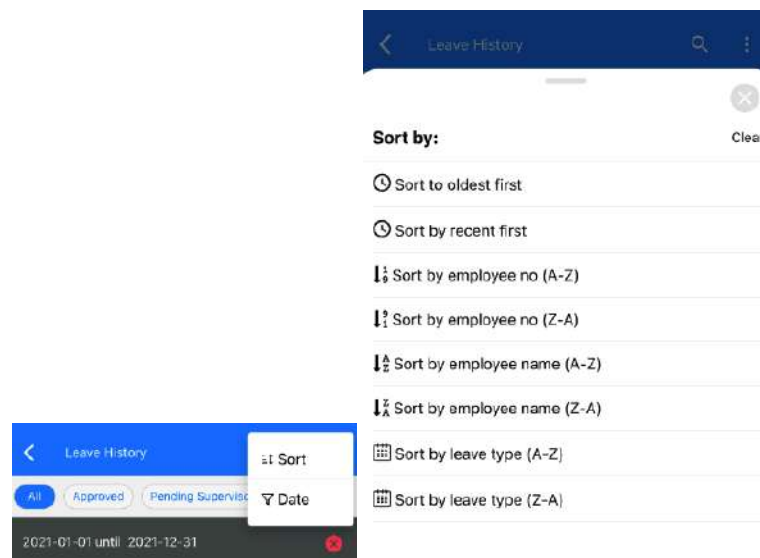 Leave History
Sort
All
Approved
Pending Superviso
Date
2021-01-01 until 2021-12-31
Leave History
Sort by:
Clea
Sort to oldest first
Sort by recent first
Sort by employee no (A-Z)
Sort by employee no (Z-A)
Sort by employee name (A-Z)
Sort by employee name (Z-A)
Sort by leave type (A-Z)
Sort by leave type (Z-A)